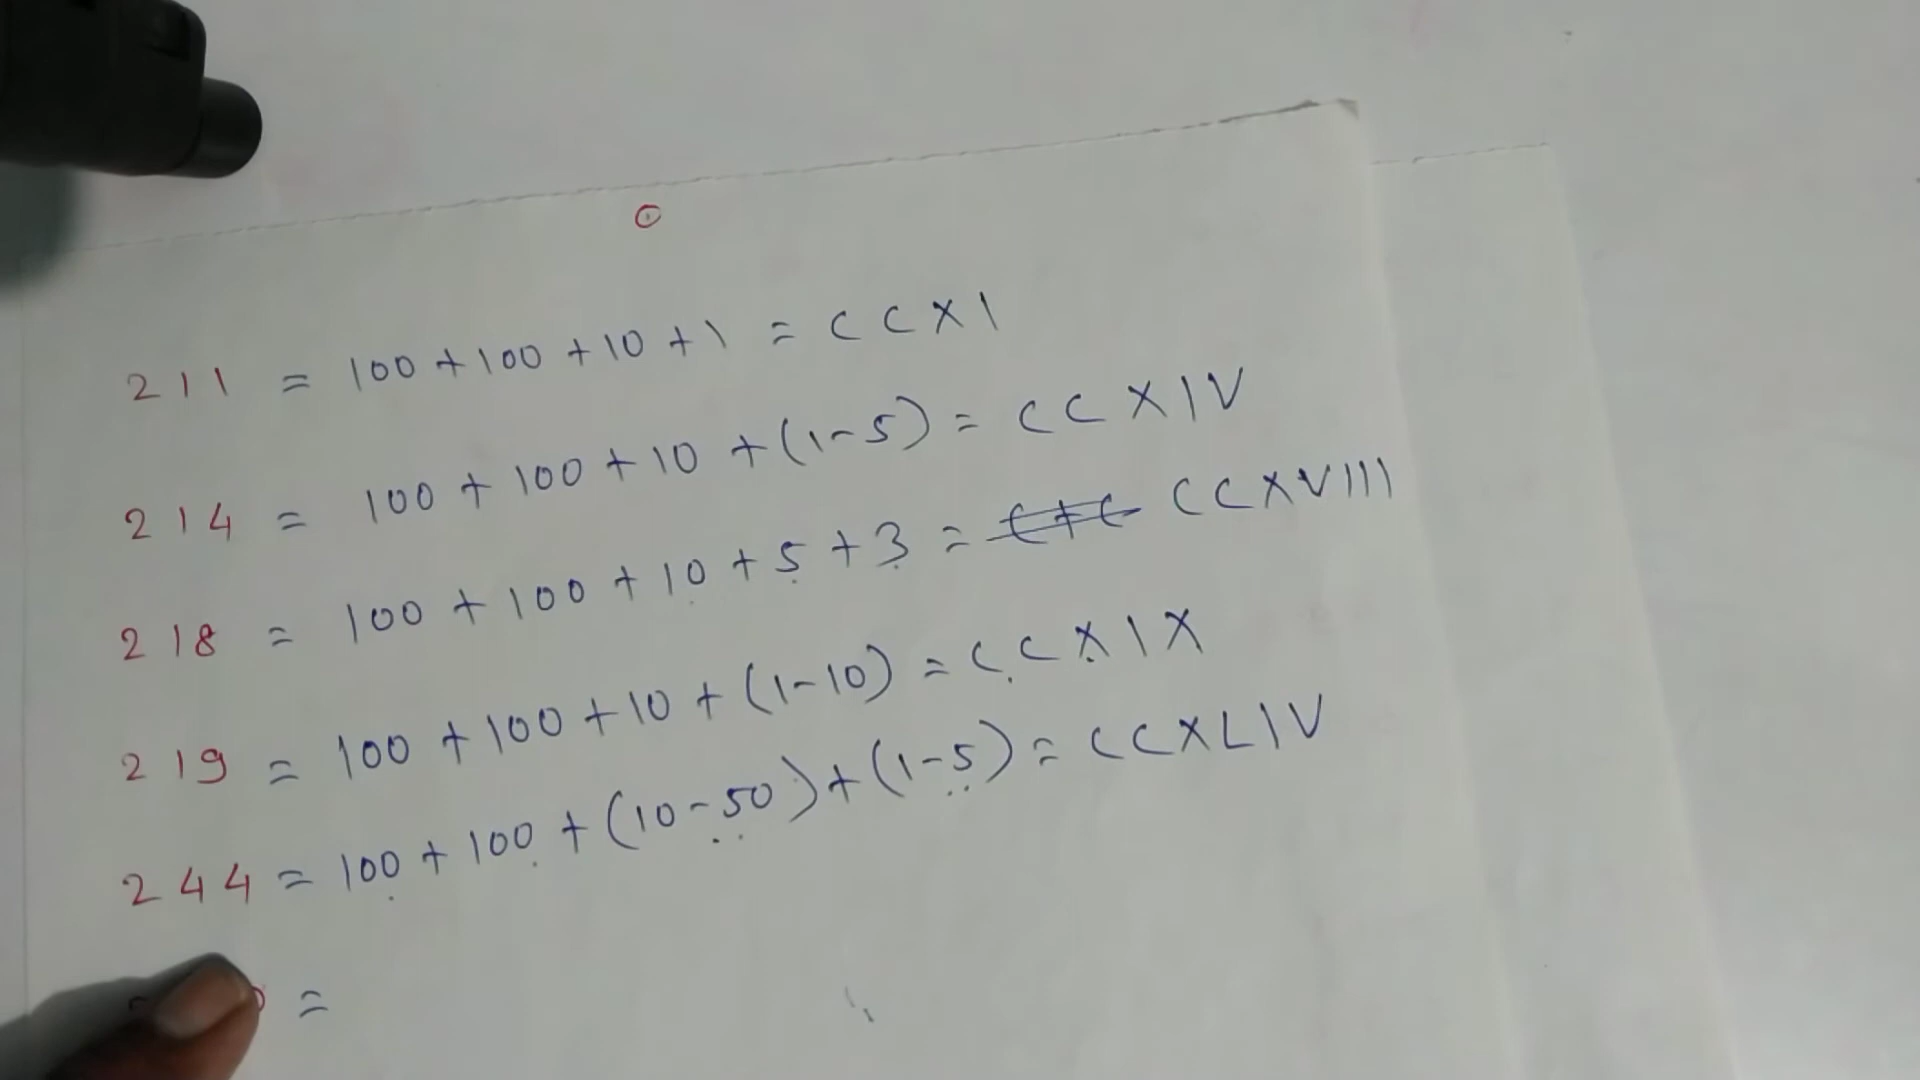 211 = 100 + 100 + 10 + 1 = CCXI
214 = 100 + 100 + 10 + (1-5) = CCXIV
218 = 100 + 100 + 10 + 5 + 3 = CCXVIII
219 = 100 + 100 + 10 + (1-10) = CCXIX
244 = 100 + 100 + (10-50) + (1-5) = CCXLIV
=